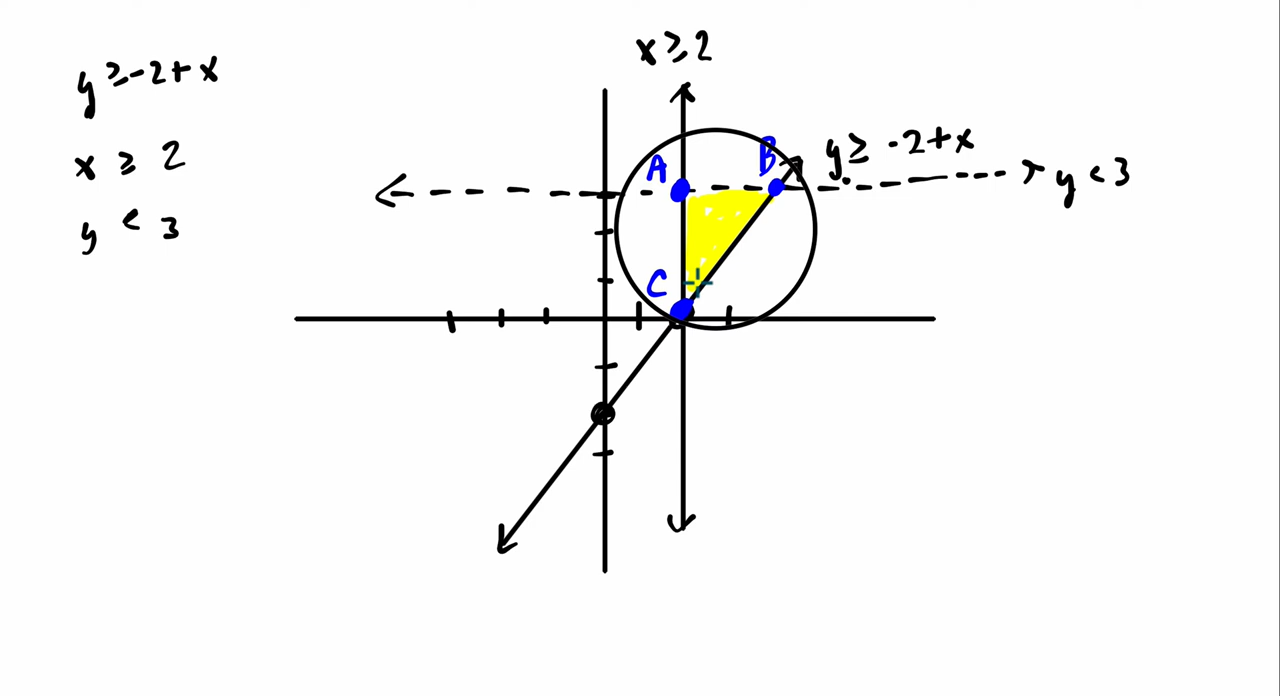 x ≥ 2
y ≥ -2 + x
x ≥ 2
y < 3
A
B
y ≥ -2 + x
y < 3
C